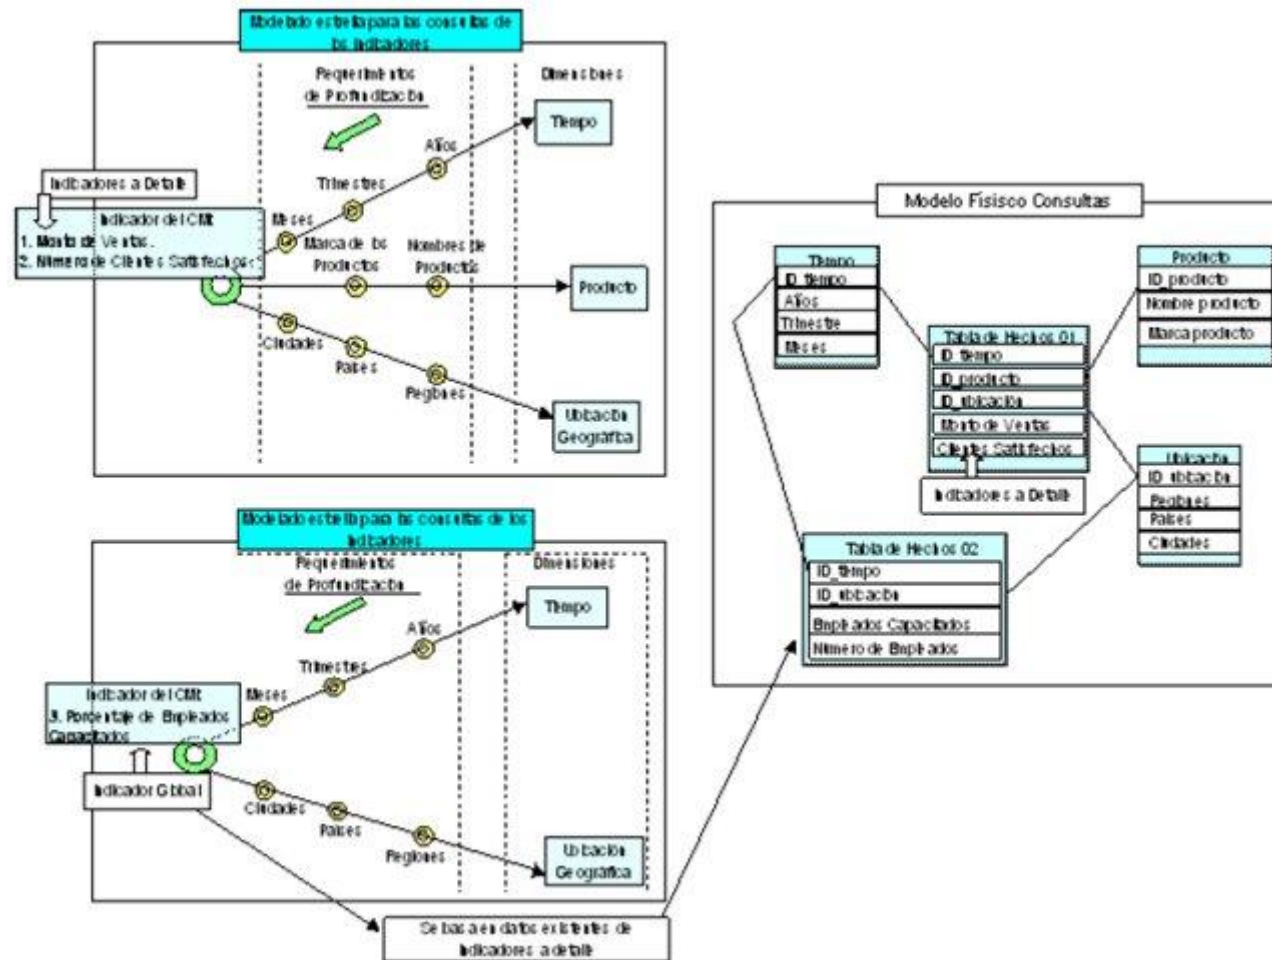 Modelado estrella para las consultas de
los Indicadores
Requerimientos
de Profundización
Dimensiones
Tiempo
Años
Trimestres
Meses
Indicadores a Detalle
Indicador del CMI:
1. Monto de Ventas.
2. Número de Clientes Satisfechos
Marca de los
Productos
Nombres de
Productos
Producto
Ciudades
Países
Regiones
Ubicación
Geográfica
Modelado estrella para las consultas de los
Indicadores
Requerimientos
de Profundización
Dimensiones
Tiempo
Años
Trimestres
Meses
Indicador del CMI:
3. Porcentaje de Empleados
Capacitados
Indicador Global
Ciudades
Países
Regiones
Ubicación
Geográfica
Se basa en datos existentes de
Indicadores a detalle
Modelo Fisisco Consultas
Tiempo
ID_tiempo
Años
Trimestre
Meses
Producto
ID_producto
Nombre producto
Marca producto
Tabla de Hechos 01
ID_tiempo
ID_producto
ID_ubicación
Monto de Ventas
Clientes Satisfechos
Indicadores a Detalle
Ubicación
ID_ubicación
Regiones
Países
Ciudades
Tabla de Hechos 02
ID_tiempo
ID_ubicación
Empleados Capacitados
Número de Empleados